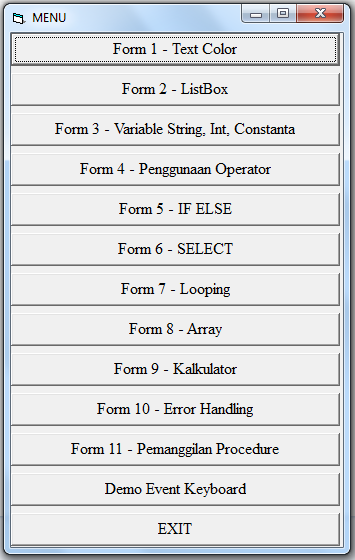 MENU
Form 1 - Text Color
Form 2 - ListBox
Form 3 - Variable String, Int, Constanta
Form 4 - Penggunaan Operator
Form 5 - IF ELSE
Form 6 - SELECT
Form 7 - Looping
Form 8 - Array
Form 9 - Kalkulator
Form 10 - Error Handling
Form 11 - Pemanggilan Procedure
Demo Event Keyboard
EXIT